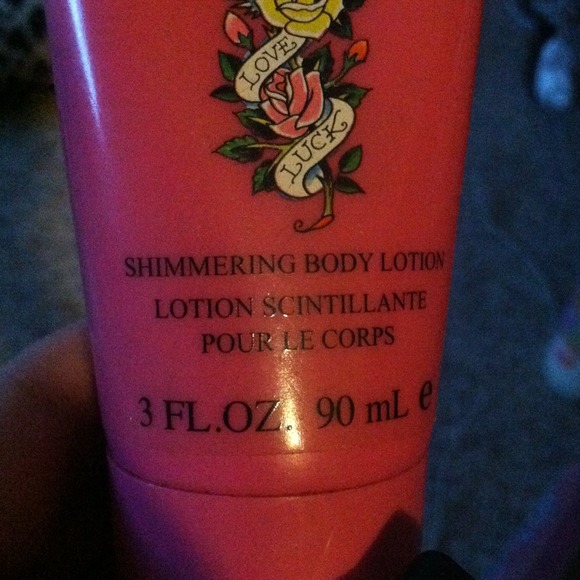 LOVE
LUCK
SHIMMERING BODY LOTION
LOTION SCINTILLANTE
POUR LE CORPS
3 FL.OZ. 90 mL e